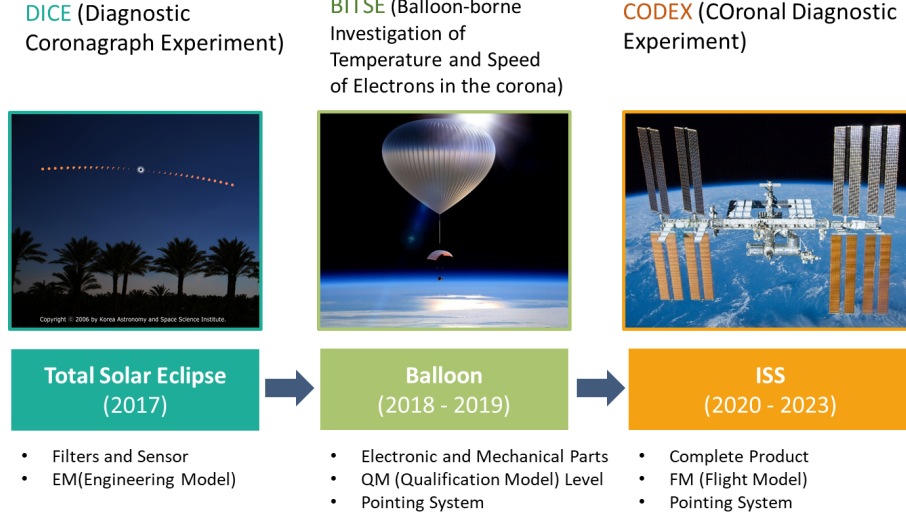 DICE (Diagnostic
Coronagraph Experiment)
BITSE (Balloon-borne
Investigation of
Temperature and Speed
of Electrons in the corona)
CODEX (COronal Diagnostic
Experiment)
Copyright © 2006 by Korea Astronomy and Space Science Institute.
Total Solar Eclipse
(2017)
Balloon
(2018 - 2019)
ISS
(2020 - 2023)
• Filters and Sensor
• EM(Engineering Model)
• Electronic and Mechanical Parts
• QM (Qualification Model) Level
• Pointing System
• Complete Product
• FM (Flight Model)
• Pointing System